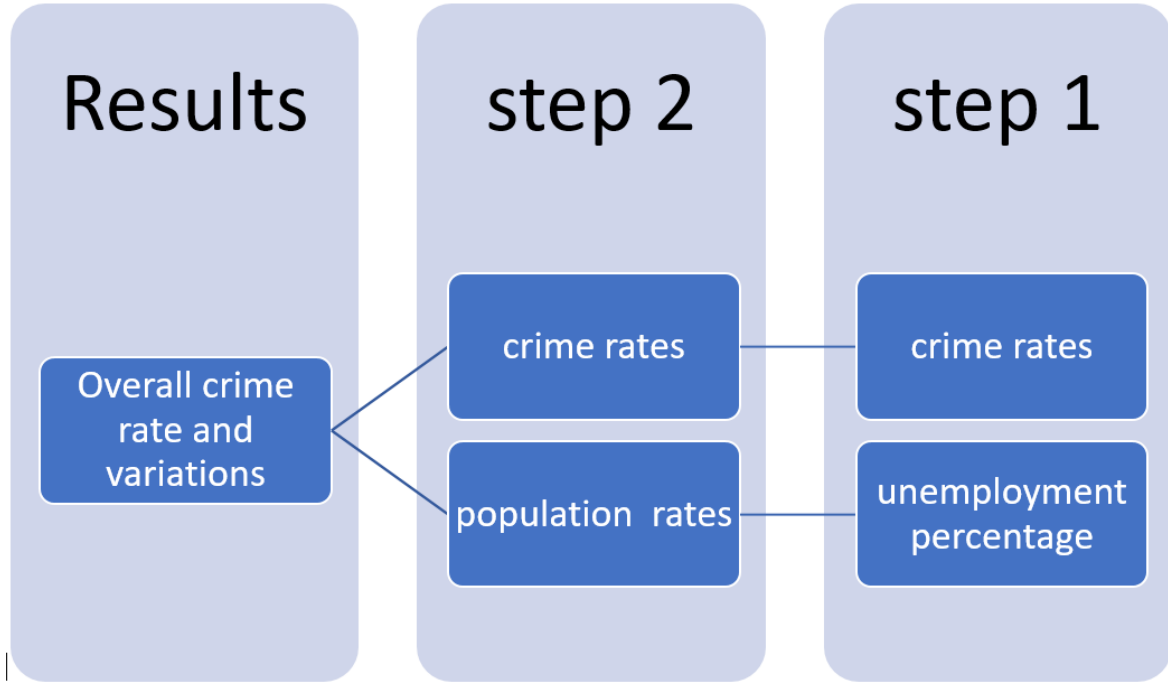 Results
step 2
step 1
Overall crime
rate and
variations
crime rates
population  rates
crime rates
unemployment
percentage